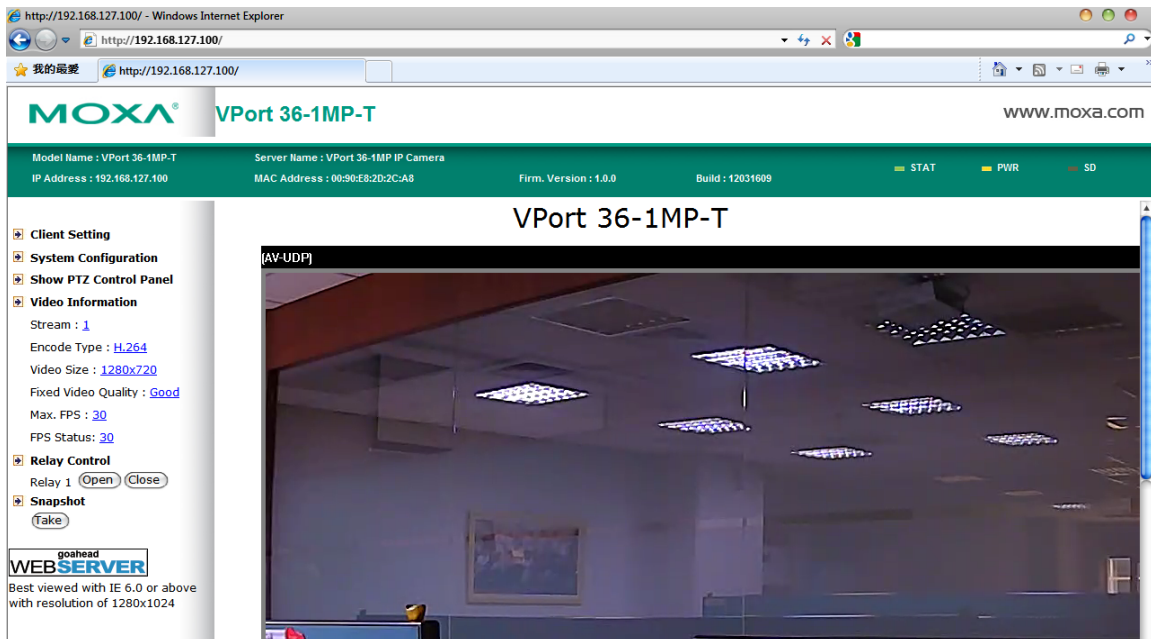 http://192.168.127.100/ - Windows Internet Explorer
http://192.168.127.100/
我的最愛 http://192.168.127.100/
MOXA® VPort 36-1MP-T www.moxa.com
Model Name : VPort 36-1MP-T Server Name : VPort 36-1MP IP Camera STAT PWR SD
IP Address : 192.168.127.100 MAC Address : 00:90:E8:2D:2C:A8 Firm. Version : 1.0.0 Build : 12031609
VPort 36-1MP-T
(AV-UDP)
Client Setting
System Configuration
Show PTZ Control Panel
Video Information
Stream : 1
Encode Type : H.264
Video Size : 1280x720
Fixed Video Quality : Good
Max. FPS : 30
FPS Status: 30
Relay Control
Relay 1 Open Close
Snapshot
Take
goahead
WEBSERVER
Best viewed with IE 6.0 or above
with resolution of 1280x1024